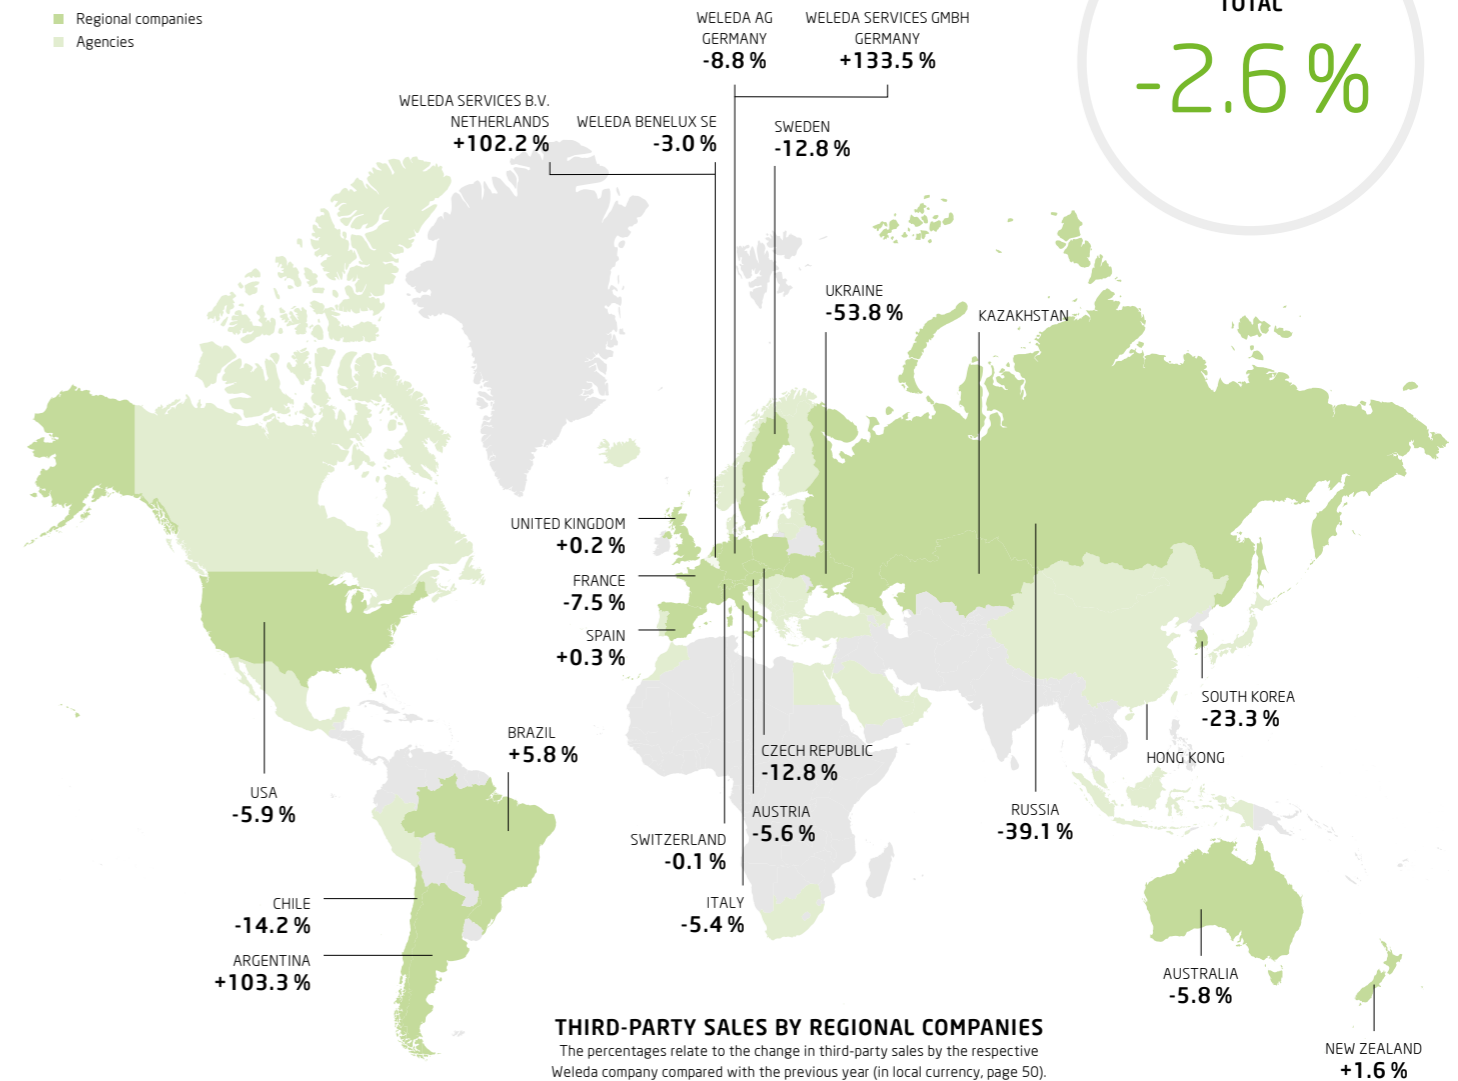 Regional companies
Agencies
TOTAL
-2.6 %
WELEDA AG
GERMANY
-8.8 %
WELEDA SERVICES GMBH
GERMANY
+133.5 %
WELEDA SERVICES B.V.
NETHERLANDS
+102.2 %
WELEDA BENELUX SE
-3.0 %
SWEDEN
-12.8 %
UKRAINE
-53.8 %
KAZAKHSTAN
UNITED KINGDOM
+0.2 %
FRANCE
-7.5 %
SPAIN
+0.3 %
SOUTH KOREA
-23.3 %
HONG KONG
BRAZIL
+5.8 %
CZECH REPUBLIC
-12.8 %
USA
-5.9 %
AUSTRIA
-5.6 %
RUSSIA
-39.1 %
SWITZERLAND
-0.1 %
ITALY
-5.4 %
CHILE
-14.2 %
ARGENTINA
+103.3 %
AUSTRALIA
-5.8 %
NEW ZEALAND
+1.6 %
THIRD-PARTY SALES BY REGIONAL COMPANIES
The percentages relate to the change in third-party sales by the respective
Weleda company compared with the previous year (in local currency, page 50).